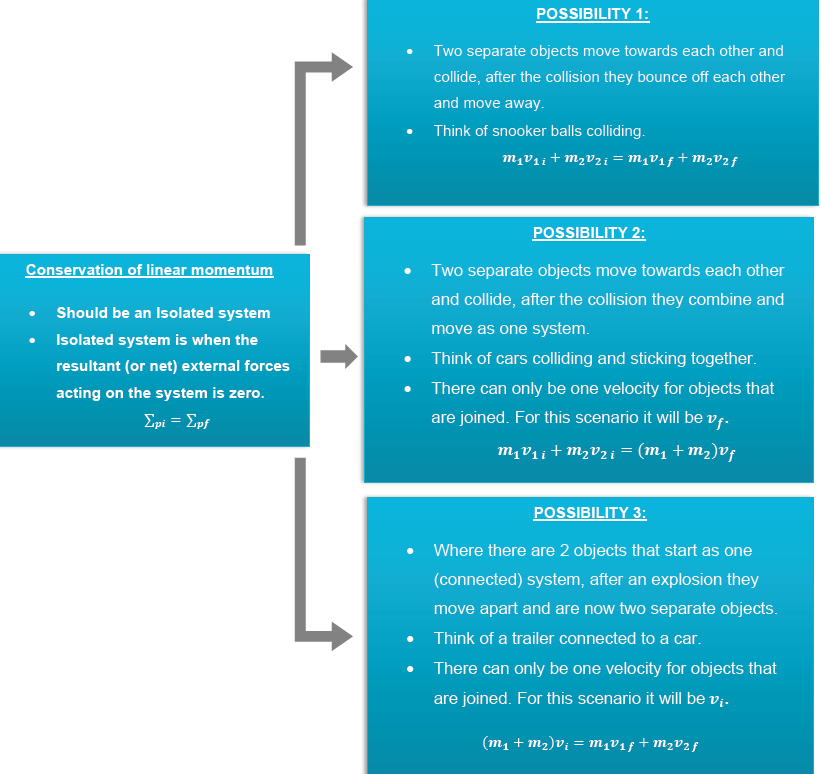 POSSIBILITY 1:
• Two separate objects move towards each other and
collide, after the collision they bounce off each other
and move away.
• Think of snooker balls colliding.
m₁v₁ᵢ + m₂v₂ᵢ = m₁v₁f + m₂v₂f
Conservation of linear momentum
• Should be an Isolated system
• Isolated system is when the
resultant (or net) external forces
acting on the system is zero.
∑pi = ∑pf
POSSIBILITY 2:
• Two separate objects move towards each other
and collide, after the collision they combine and
move as one system.
• Think of cars colliding and sticking together.
• There can only be one velocity for objects that
are joined. For this scenario it will be vf.
m₁v₁ᵢ + m₂v₂ᵢ = (m₁ + m₂)vf
POSSIBILITY 3:
• Where there are 2 objects that start as one
(connected) system, after an explosion they
move apart and are now two separate objects.
• Think of a trailer connected to a car.
• There can only be one velocity for objects that
are joined. For this scenario it will be vᵢ.
(m₁ + m₂)vᵢ = m₁v₁f + m₂v₂f